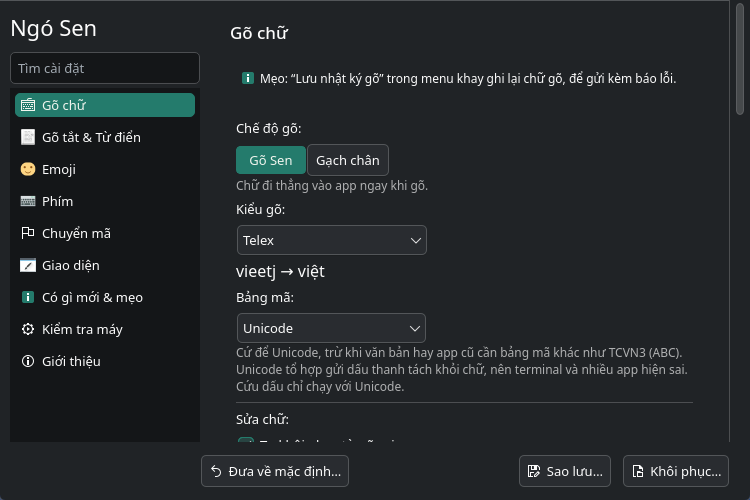 Ngó Sen
Tìm cài đặt
Gõ chữ
Gõ tắt & Từ điển
Emoji
Phím
Chuyển mã
Giao diện
Có gì mới & mẹo
Kiểm tra máy
Giới thiệu
Gõ chữ
Mẹo: “Lưu nhật ký gõ” trong menu khay ghi lại chữ gõ, để gửi kèm báo lỗi.
Chế độ gõ:
Gõ Sen
Gạch chân
Chữ đi thẳng vào app ngay khi gõ.
Kiểu gõ:
Telex
vieetj → việt
Bảng mã:
Unicode
Cứ để Unicode, trừ khi văn bản hay app cũ cần bảng mã khác như TCVN3 (ABC).
Unicode tổ hợp gửi dấu thanh tách khỏi chữ, nên terminal và nhiều app hiện sai.
Cứu dấu chỉ chạy với Unicode.
Sửa chữ:
Đưa về mặc định...
Sao lưu...
Khôi phục...